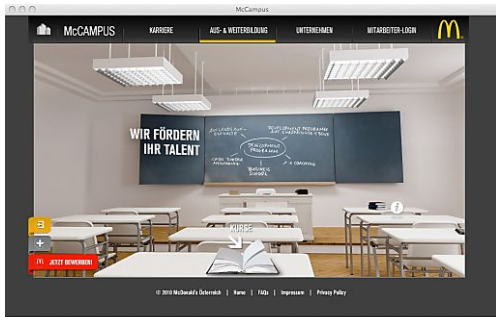 McCampus
McCAMPUS
KARRIERE
AUS- & WEITERBILDUNG
UNTERNEHMEN
MITARBEITER-LOGIN
WIR FÖRDERN
IHR TALENT
DEVELOPMENT
PROGRAMM
BUSINESS
KURSE
JETZT BEWERBEN!
© 2010 McDonald's Österreich | Home | FAQs | Impressum | Privacy Policy